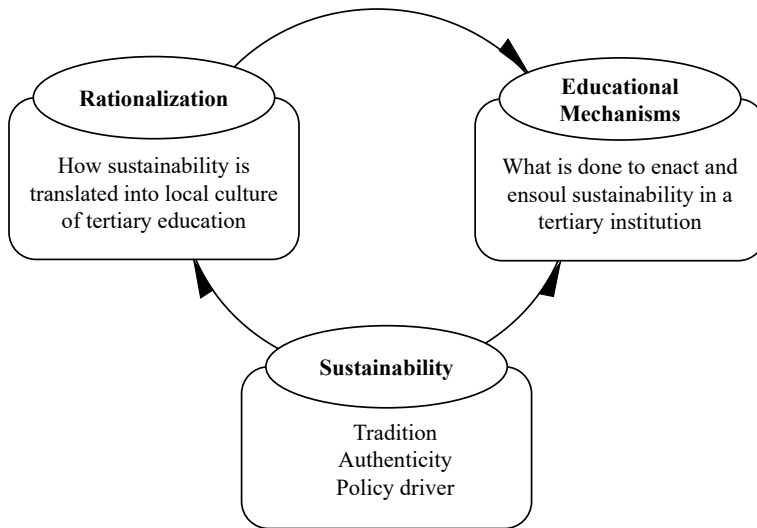 Rationalization
How sustainability is
translated into local culture
of tertiary education
Educational
Mechanisms
What is done to enact and
ensoul sustainability in a
tertiary institution
Sustainability
Tradition
Authenticity
Policy driver